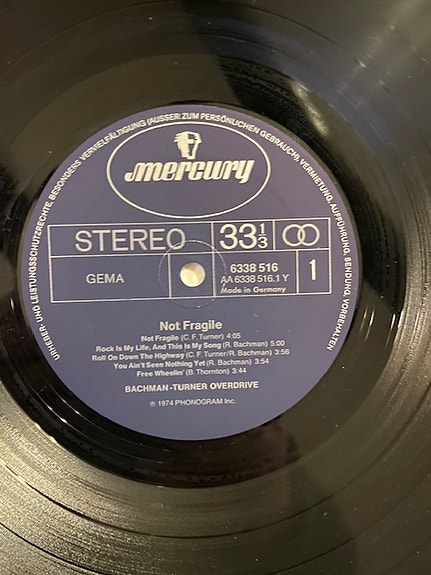 URHEBER- UND LEISTUNGSSCHUTZRECHTE, BESONDERS VERVIELFÄLTIGUNG (AUSSER: ZUM PERSÖNLICHEN GEBRAUCH), VERMIETUNG, AUFFÜHRUNG, SENDUNG, VORBEHALTEN
mercury
STEREO 33 1/3
GEMA 6338 516 1
AA 6338 516.1 Y
Made in Germany
Not Fragile
Not Fragile (C. F. Turner) 4:05
Rock Is My Life, And This Is My Song (R. Bachman) 5:00
Roll On Down The Highway (C. F. Turner/R. Bachman) 3:56
You Ain't Seen Nothing Yet (R. Bachman) 3:54
Free Wheelin' (B. Thornton) 3:44
BACHMAN-TURNER OVERDRIVE
℗ 1974 PHONOGRAM Inc.